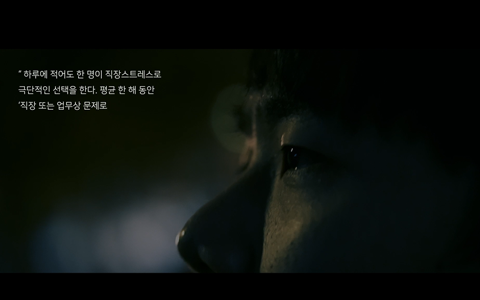 " 하루에 적어도 한 명이 직장스트레스로
극단적인 선택을 한다. 평균 한 해 동안
'직장 또는 업무상 문제로